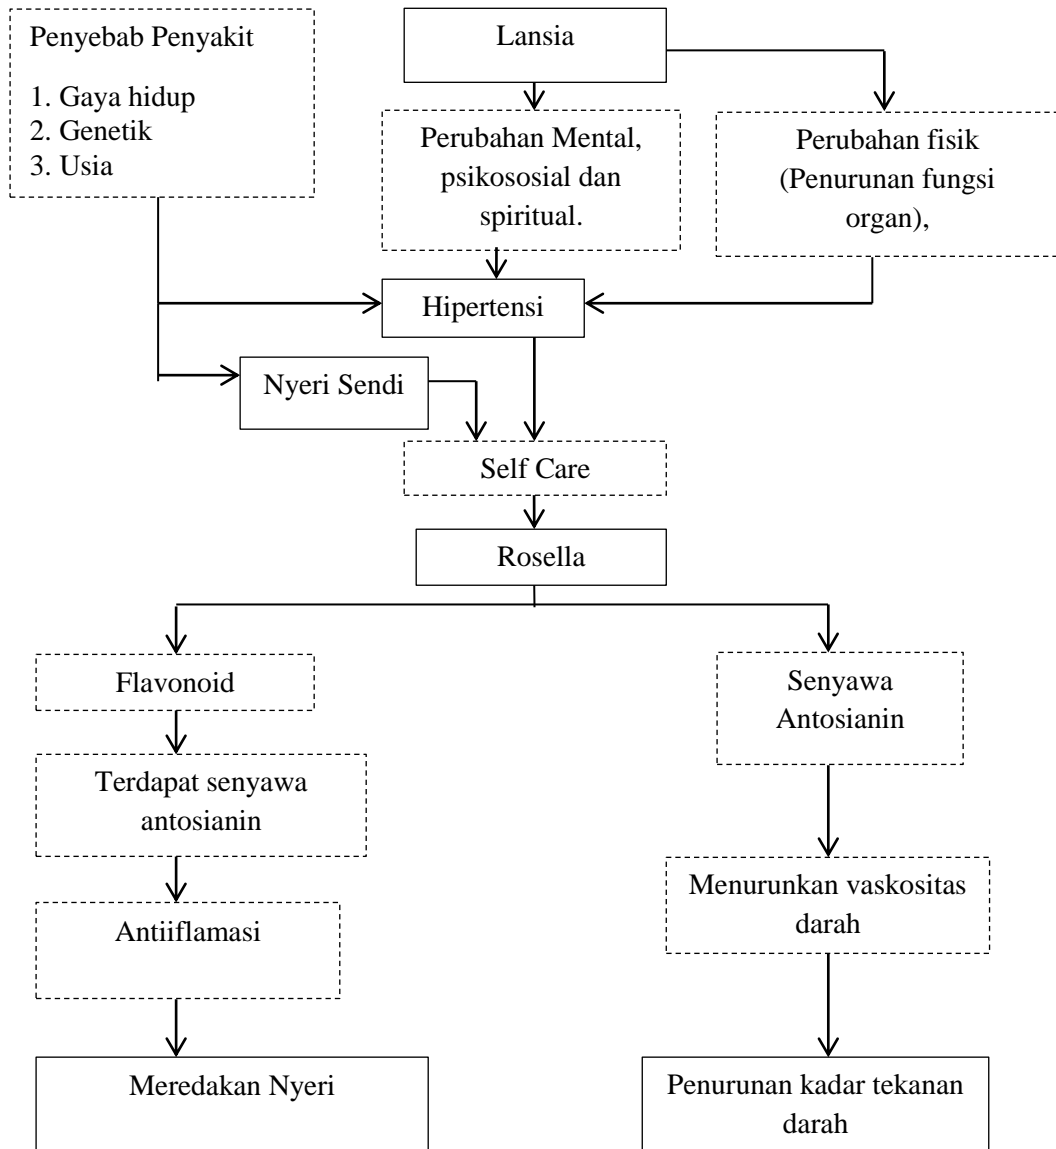 Penyebab Penyakit
1. Gaya hidup
2. Genetik
3. Usia
Lansia
Perubahan Mental,
psikososial dan
spiritual.
Perubahan fisik
(Penurunan fungsi
organ),
Hipertensi
Nyeri Sendi
Self Care
Rosella
Flavonoid
Senyawa
Antosianin
Terdapat senyawa
antosianin
Menurunkan vaskositas
darah
Antiiflamasi
Meredakan Nyeri
Penurunan kadar tekanan
darah